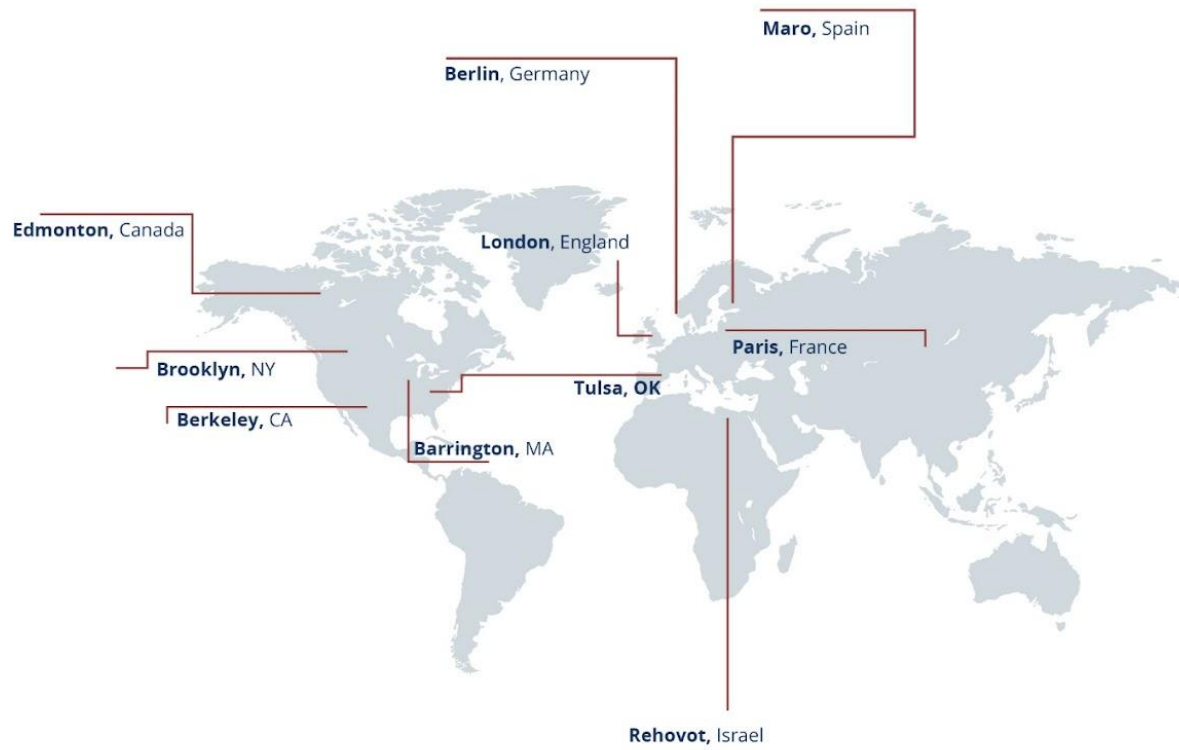 Maro, Spain
Berlin, Germany
Edmonton, Canada
London, England
Paris, France
Brooklyn, NY
Tulsa, OK
Berkeley, CA
Barrington, MA
Rehovot, Israel